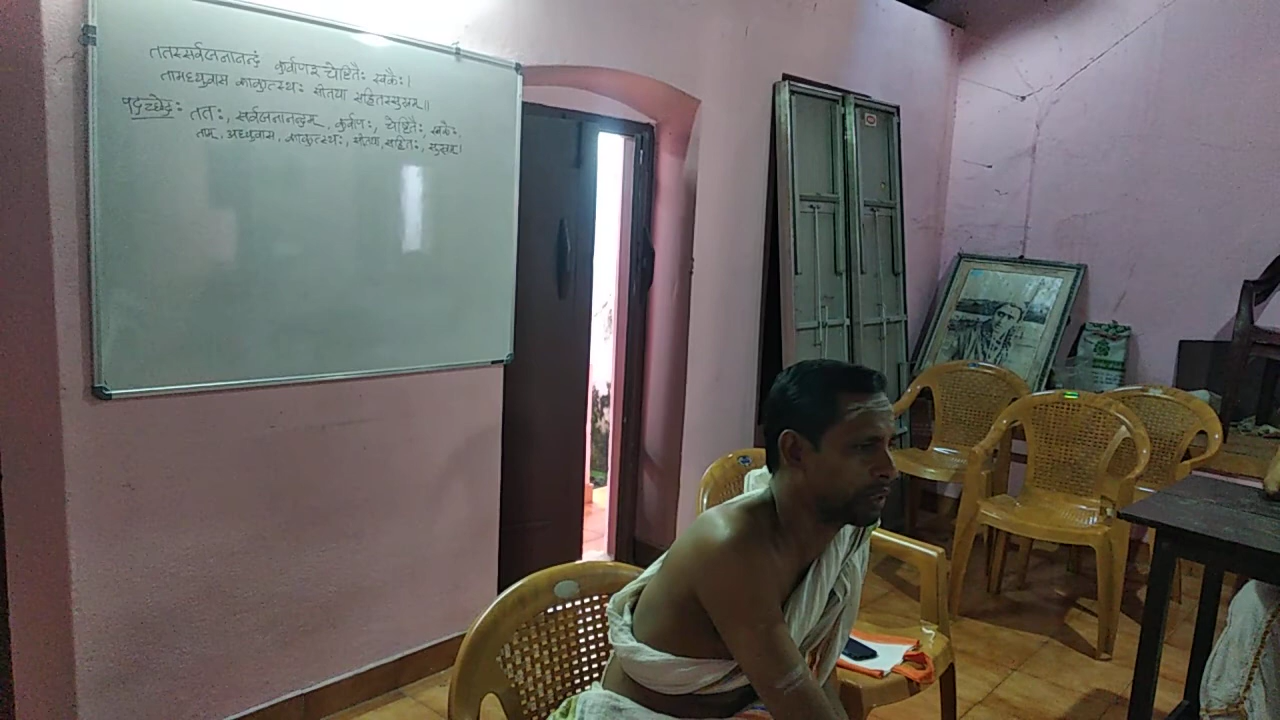 ततस्सर्वजनानन्दं कुर्वाणश्चेष्टितैः स्वकैः।
तामध्युवास काकुत्स्थः सीतया सहितस्सुखम्॥
पदच्छेदः ततः, सर्वजनानन्दम्, कुर्वाणः, चेष्टितैः, स्वकैः,
ताम्, अध्युवास, काकुत्स्थः, सीतया, सहितः, सुखम्।